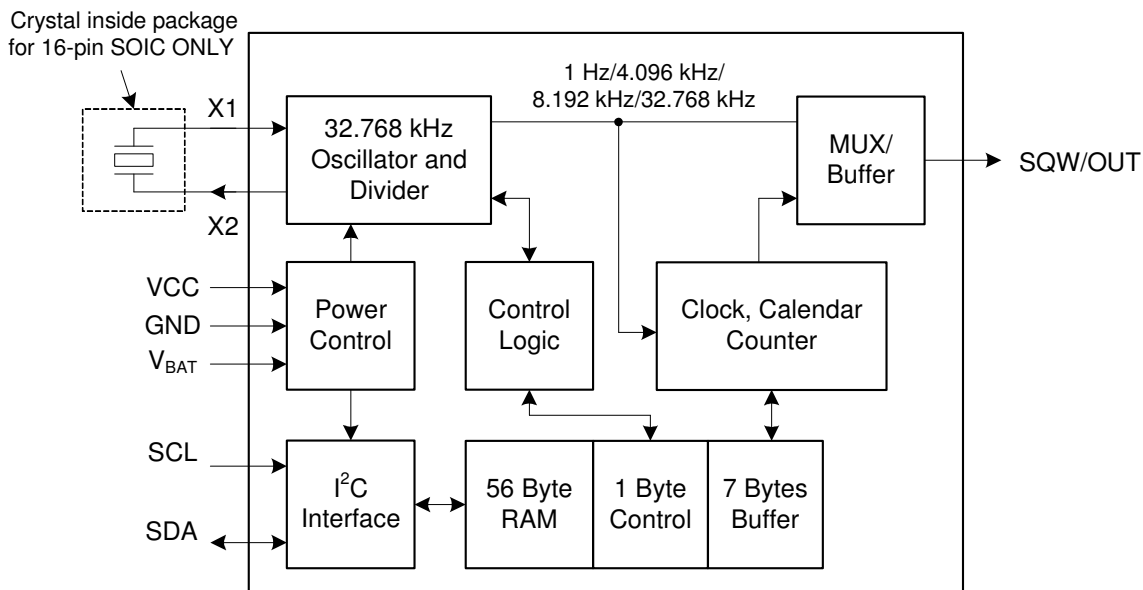 Crystal inside package
for 16-pin SOIC ONLY
X1
X2
32.768 kHz
Oscillator and
Divider
1 Hz/4.096 kHz/
8.192 kHz/32.768 kHz
MUX/
Buffer
SQW/OUT
VCC
GND
VBAT
Power
Control
Control
Logic
Clock, Calendar
Counter
SCL
SDA
I²C
Interface
56 Byte
RAM
1 Byte
Control
7 Bytes
Buffer